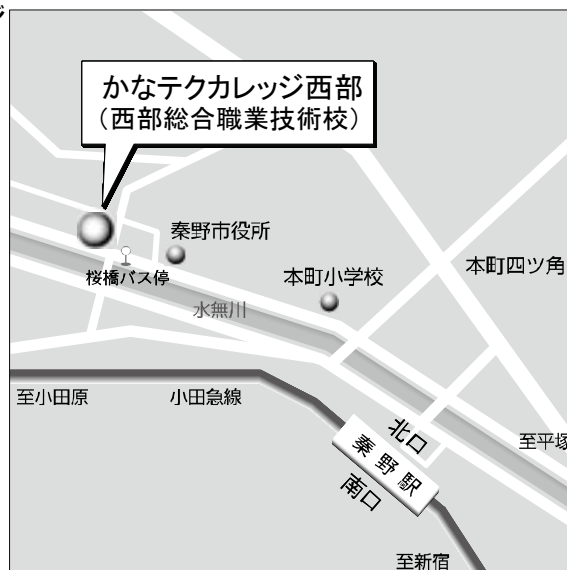 ジ
かなテクカレッジ西部
（西部総合職業技術校）
秦野市役所
桜橋バス停
本町小学校
本町四ツ角
水無川
至小田原
小田急線
北口
至平塚
秦野駅
南口
至新宿